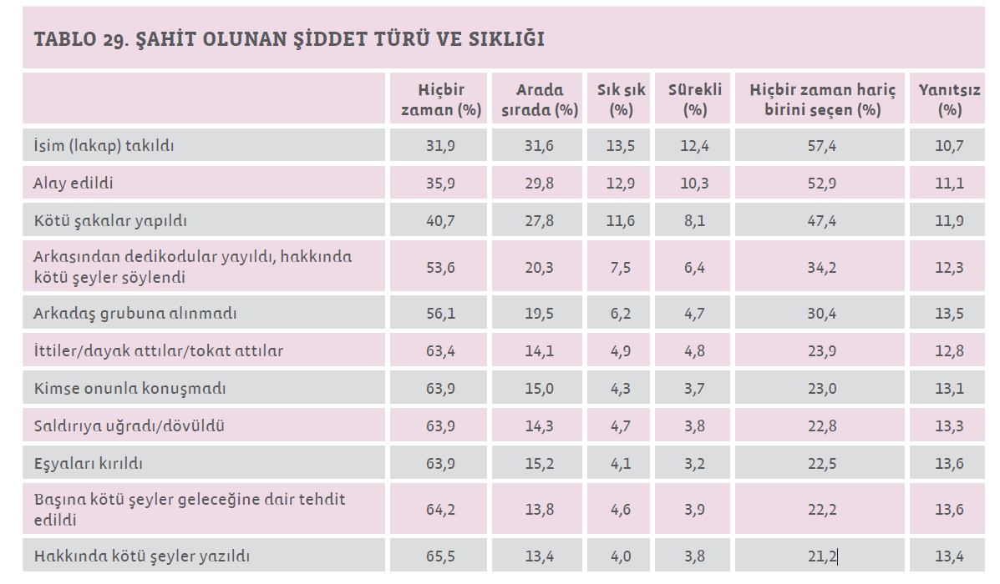 TABLO 29. ŞAHİT OLUNAN ŞİDDET TÜRÜ VE SIKLIĞI
Hiçbir zaman (%) Arada sırada (%) Sık sık (%) Sürekli (%) Hiçbir zaman hariç birini seçen (%) Yanıtsız (%)
İsim (lakap) takıldı 31,9 31,6 13,5 12,4 57,4 10,7
Alay edildi 35,9 29,8 12,9 10,3 52,9 11,1
Kötü şakalar yapıldı 40,7 27,8 11,6 8,1 47,4 11,9
Arkasından dedikodular yayıldı, hakkında
kötü şeyler söylendi 53,6 20,3 7,5 6,4 34,2 12,3
Arkadaş grubuna alınmadı 56,1 19,5 6,2 4,7 30,4 13,5
İttiler/dayak attılar/tokat attılar 63,4 14,1 4,9 4,8 23,9 12,8
Kimse onunla konuşmadı 63,9 15,0 4,3 3,7 23,0 13,1
Saldırıya uğradı/dövüldü 63,9 14,3 4,7 3,8 22,8 13,3
Eşyaları kırıldı 63,9 15,2 4,1 3,2 22,5 13,6
Başına kötü şeyler geleceğine dair tehdit
edildi 64,2 13,8 4,6 3,9 22,2 13,6
Hakkında kötü şeyler yazıldı 65,5 13,4 4,0 3,8 21,2 13,4